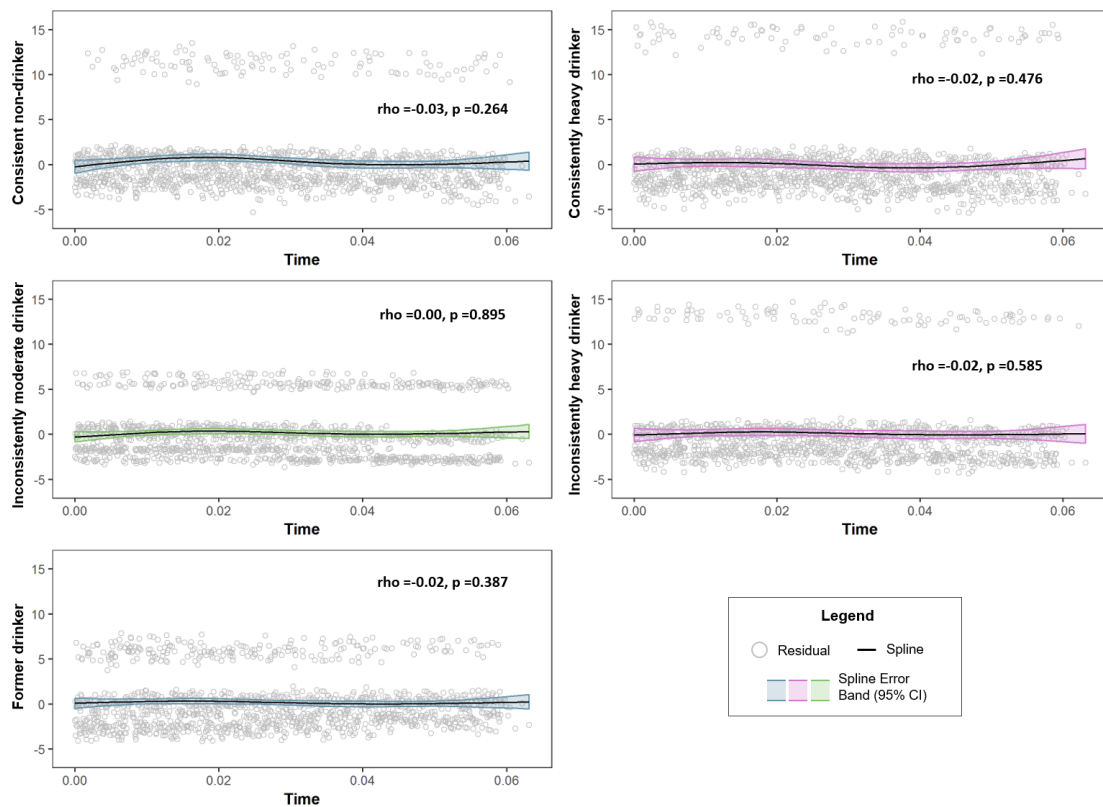 Consistent non-drinker
15
10
5
0
-5
rho =-0.03, p =0.264
0.00 0.02 0.04 0.06
Time
Consistently heavy drinker
15
10
5
0
-5
rho =-0.02, p =0.476
0.00 0.02 0.04 0.06
Time
Inconsistently moderate drinker
15
10
5
0
-5
rho =0.00, p =0.895
0.00 0.02 0.04 0.06
Time
Inconsistently heavy drinker
15
10
5
0
-5
rho =-0.02, p =0.585
0.00 0.02 0.04 0.06
Time
Former drinker
15
10
5
0
-5
rho =-0.02, p =0.387
0.00 0.02 0.04 0.06
Time
Legend
Residual
Spline
Spline Error
Band (95% CI)